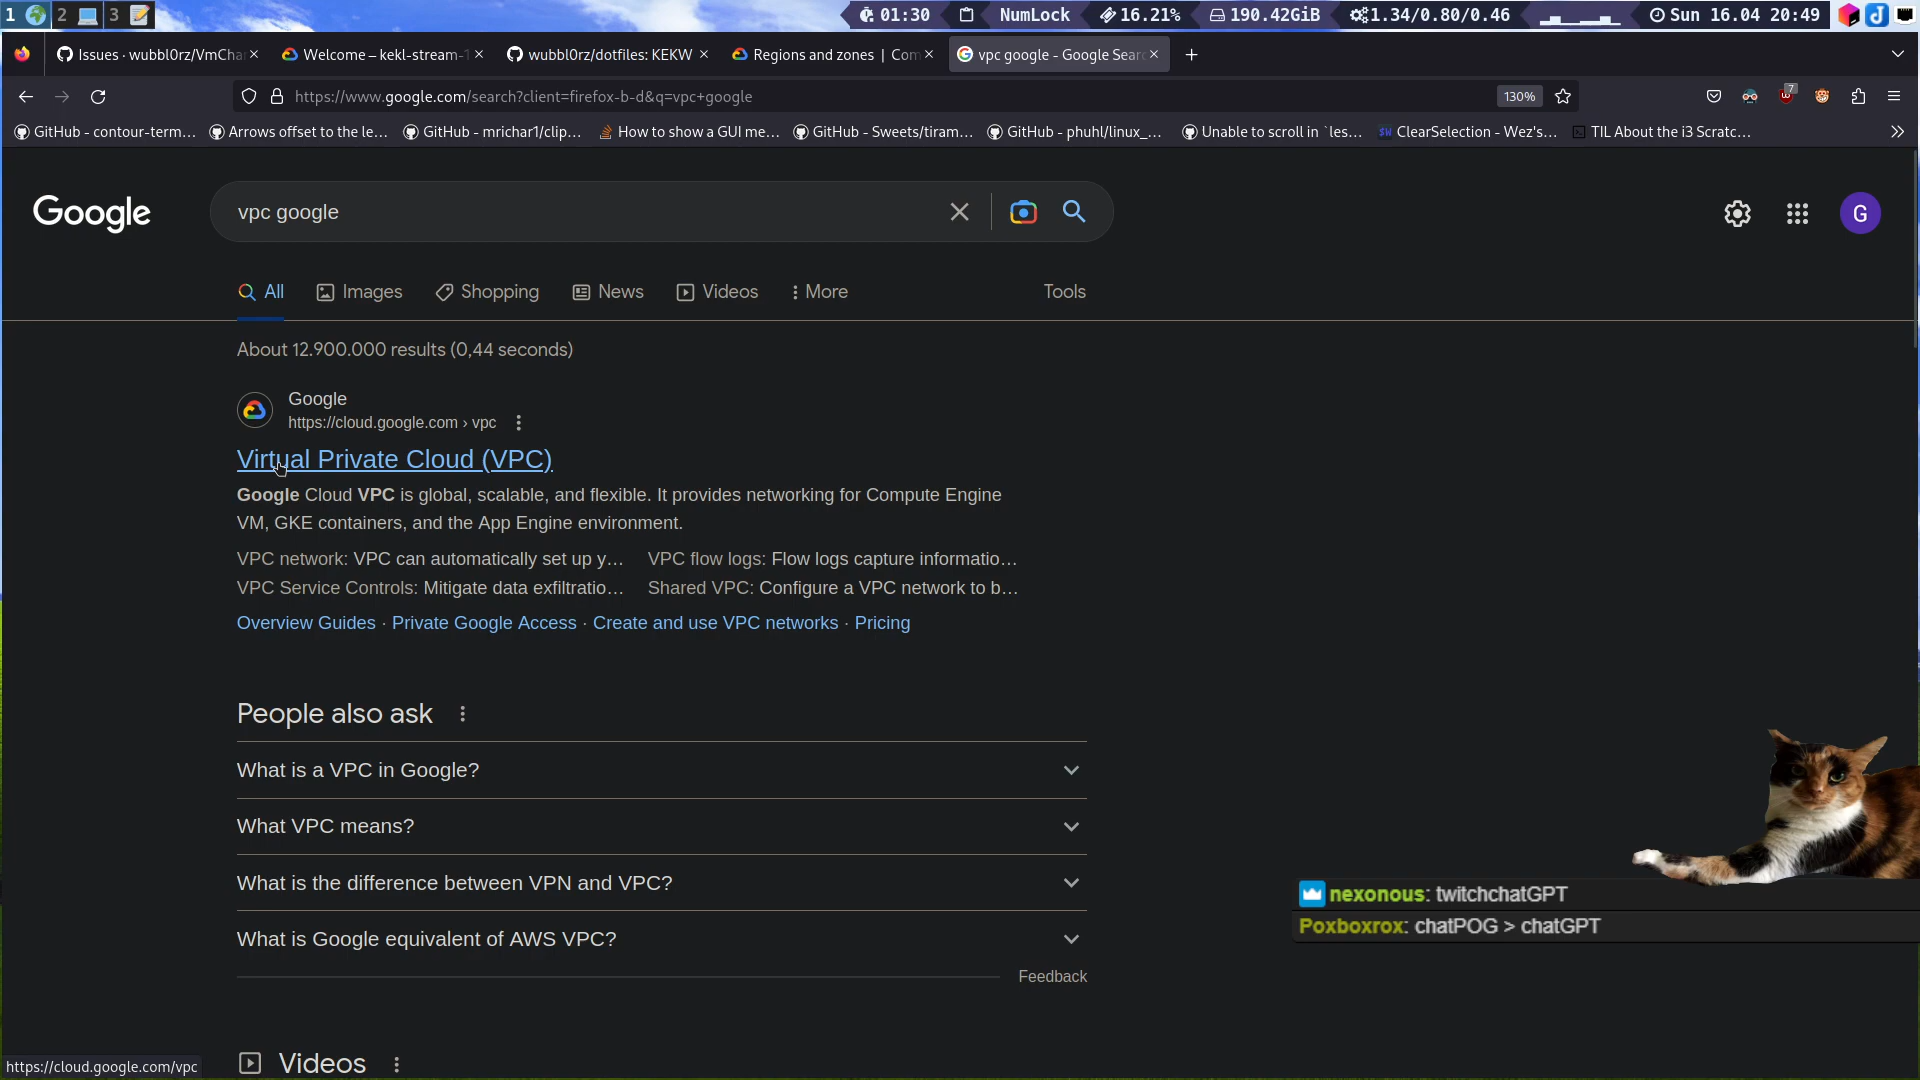 1 2 3 01:30 NumLock 16.21% 190.42GiB 1.34/0.80/0.46 Sun 16.04 20:49
Issues · wubbl0rz/VmCha Welcome – kekl-stream-1 wubbl0rz/dotfiles: KEKW Regions and zones | Com vpc google - Google Searc
https://www.google.com/search?client=firefox-b-d&q=vpc+google 130% 7
GitHub - contour-term... Arrows offset to the le... GitHub - mrichar1/clip... How to show a GUI me... GitHub - Sweets/tiram... GitHub - phuhl/linux_... Unable to scroll in `les... ClearSelection - Wez's... TIL About the i3 Scratc...
Google vpc google G
All Images Shopping News Videos More Tools
About 12.900.000 results (0,44 seconds)
Google
https://cloud.google.com › vpc
Virtual Private Cloud (VPC)
Google Cloud VPC is global, scalable, and flexible. It provides networking for Compute Engine
VM, GKE containers, and the App Engine environment.
VPC network: VPC can automatically set up y... VPC flow logs: Flow logs capture informatio...
VPC Service Controls: Mitigate data exfiltratio... Shared VPC: Configure a VPC network to b...
Overview Guides · Private Google Access · Create and use VPC networks · Pricing
People also ask
What is a VPC in Google?
What VPC means?
What is the difference between VPN and VPC?
What is Google equivalent of AWS VPC?
Feedback
Videos
nexonous: twitchchatGPT
Poxboxrox: chatPOG > chatGPT
https://cloud.google.com/vpc